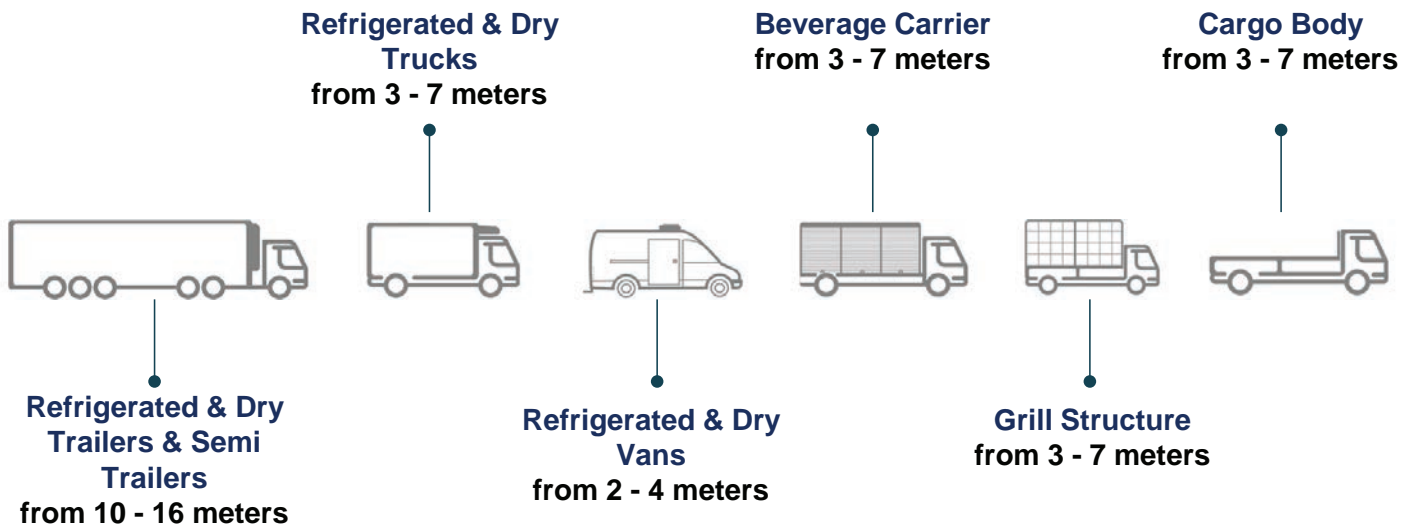 Refrigerated & Dry
Trucks
from 3 - 7 meters
Beverage Carrier
from 3 - 7 meters
Cargo Body
from 3 - 7 meters
Refrigerated & Dry
Trailers & Semi
Trailers
from 10 - 16 meters
Refrigerated & Dry
Vans
from 2 - 4 meters
Grill Structure
from 3 - 7 meters